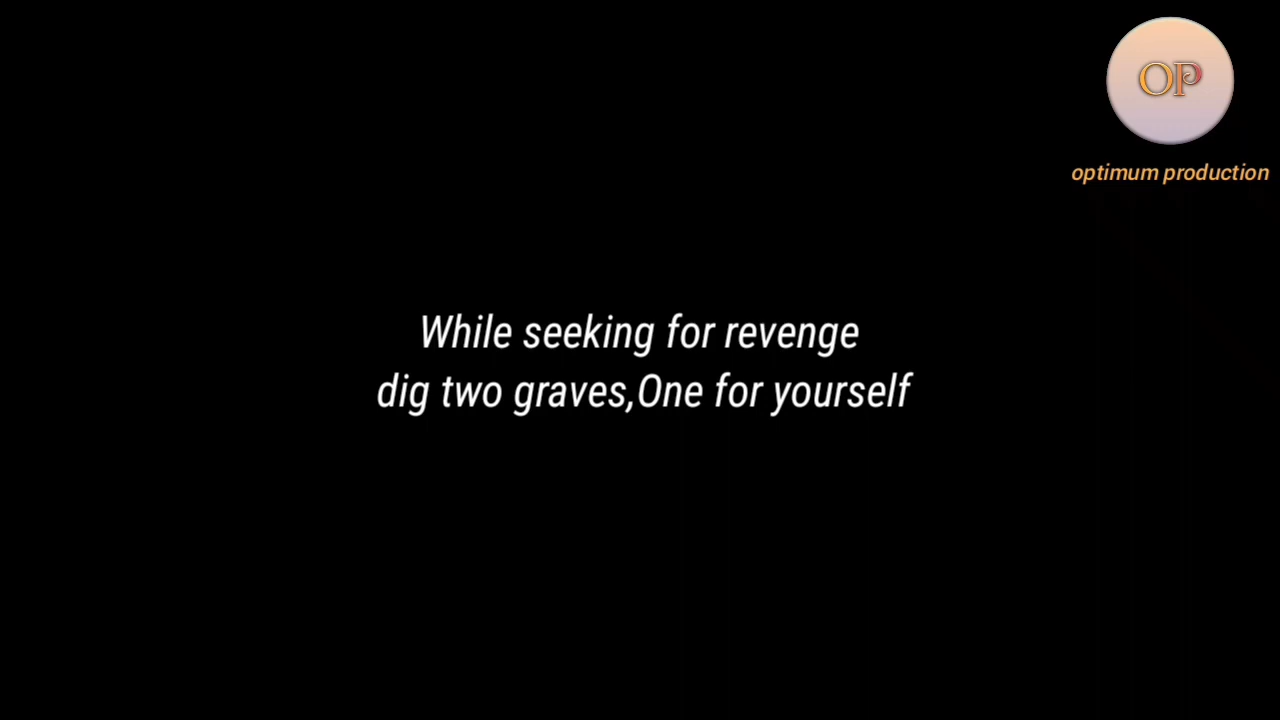 OP
optimum production
While seeking for revenge
dig two graves,One for yourself